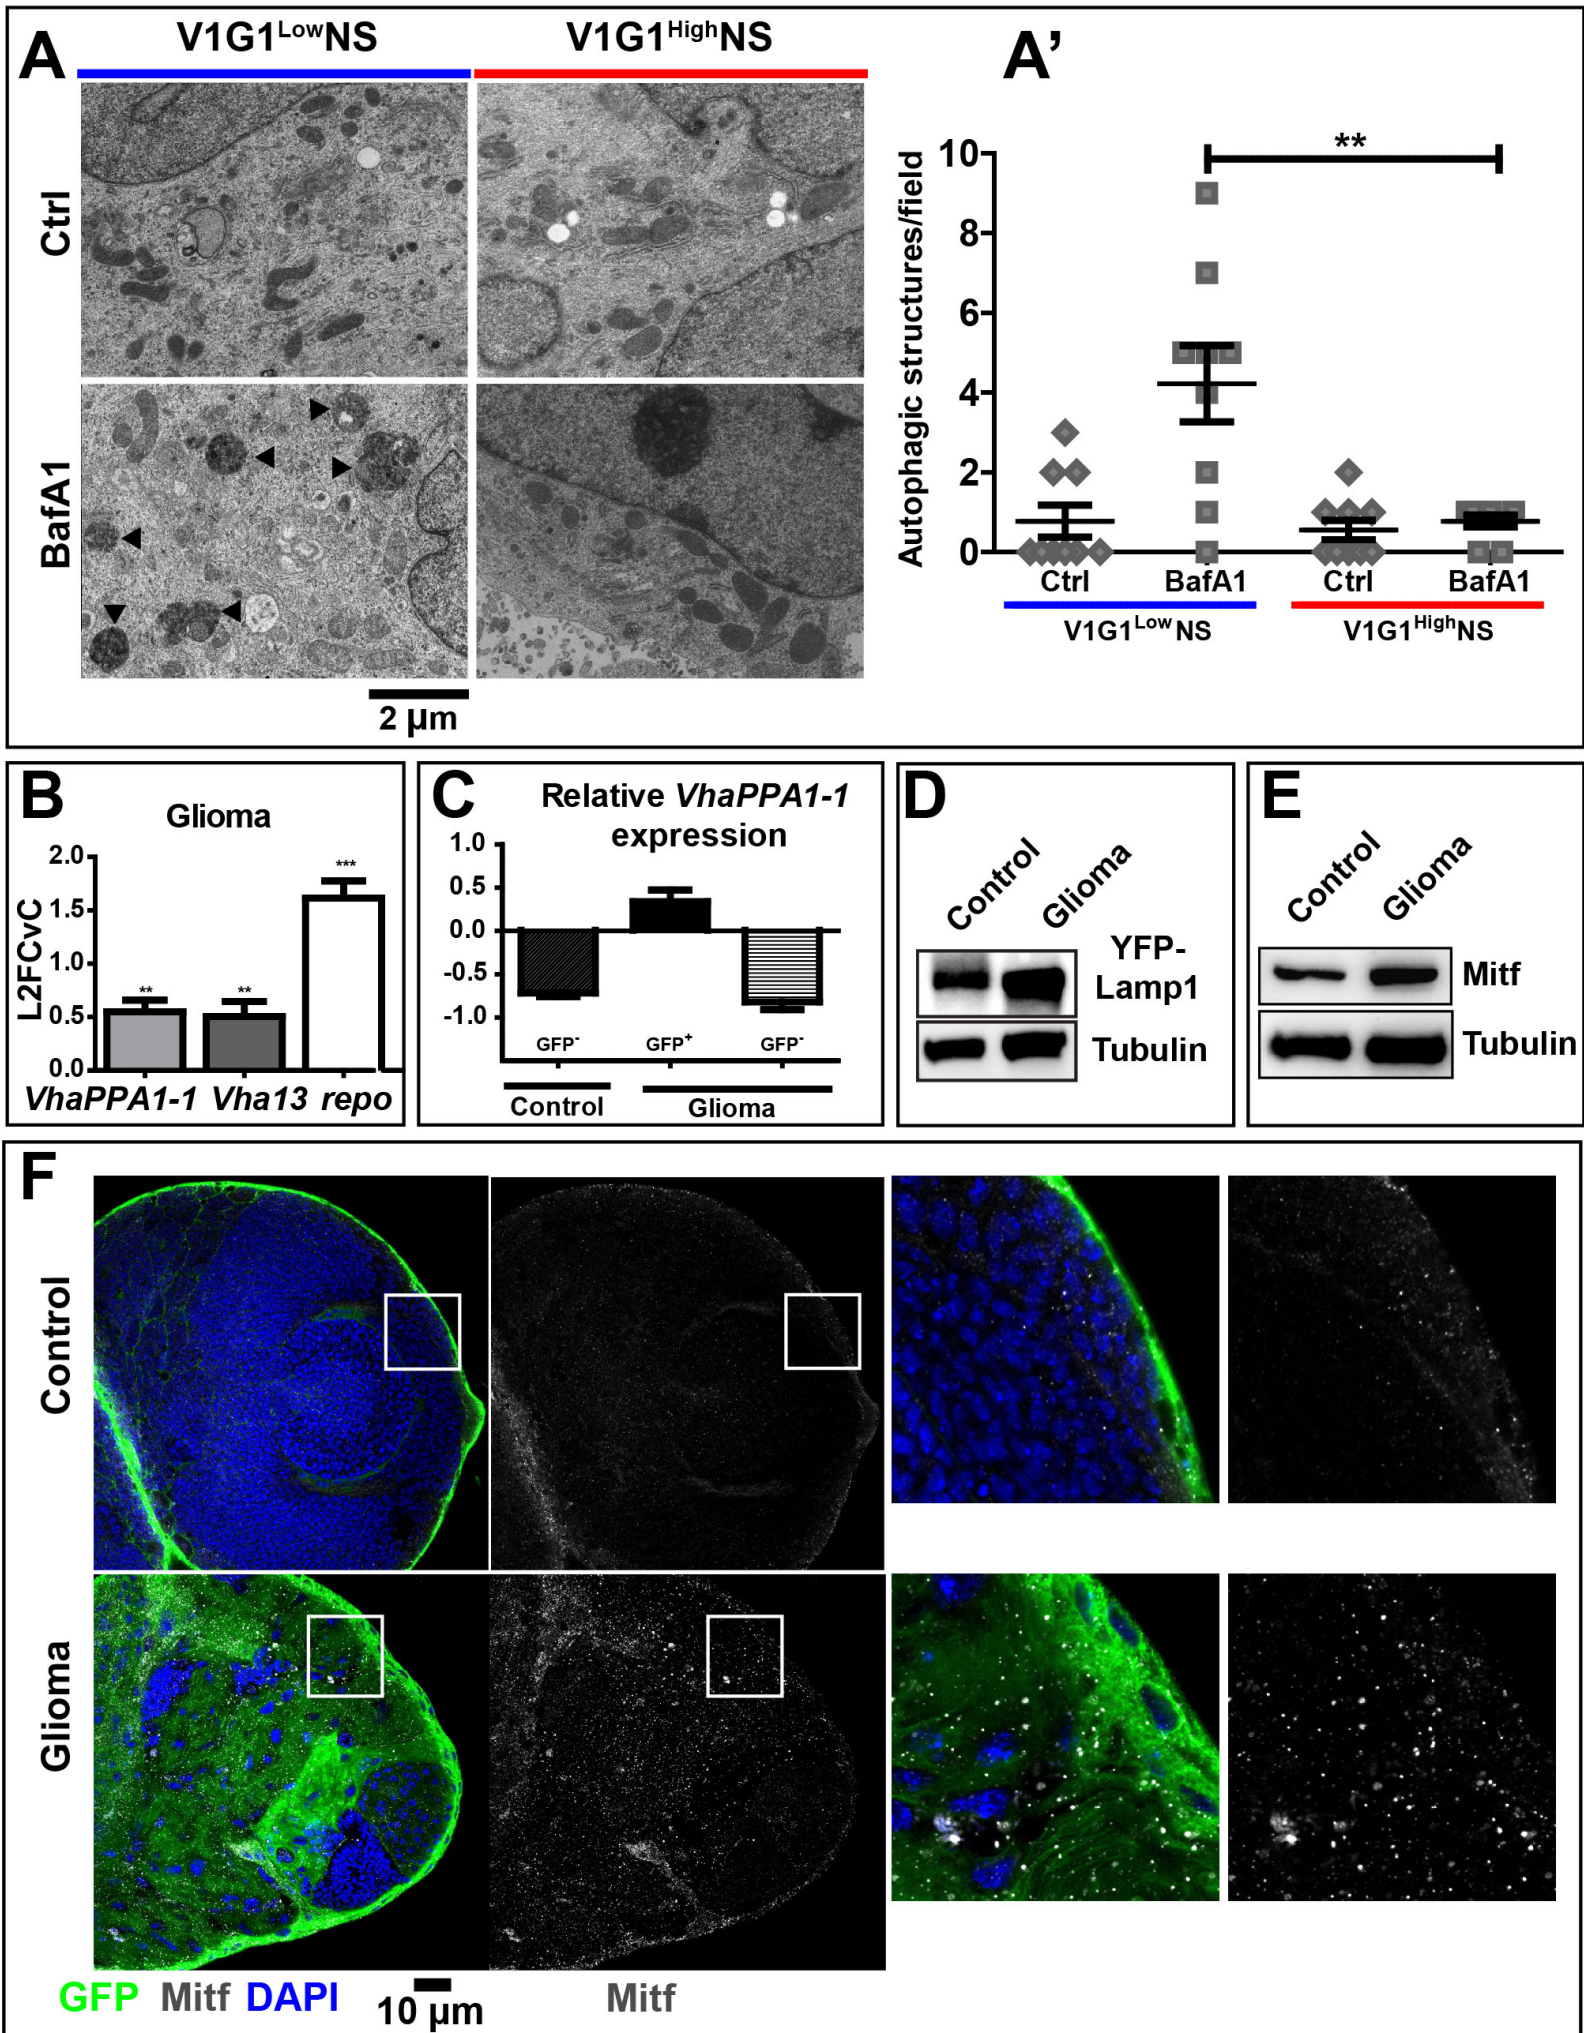 A
V1G1LowNS
V1G1HighNS
Ctrl
BafA1
2 µm
A’
**
Autophagic structures/field
10
8
6
4
2
0
Ctrl
BafA1
Ctrl
BafA1
V1G1LowNS
V1G1HighNS
B
Glioma
L2FCvC
2.0
1.5
1.0
0.5
0.0
**
**
***
VhaPPA1-1 Vha13 repo
C
Relative VhaPPA1-1
expression
1.0
0.5
0.0
-0.5
-1.0
GFP-
GFP+
GFP-
Control
Glioma
D
Control
Glioma
YFP-
Lamp1
Tubulin
E
Control
Glioma
Mitf
Tubulin
F
Control
Glioma
GFP Mitf DAPI
10 µm
Mitf